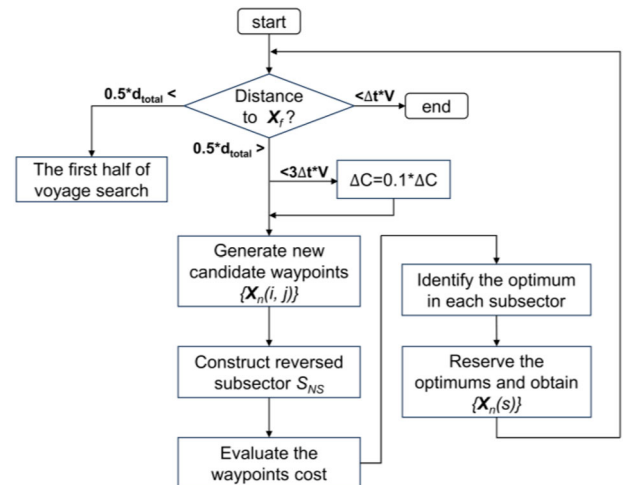 start
Distance
to X_f?
0.5*d_total <
<Δt*V
end
The first half of
voyage search
0.5*d_total >
<3Δt*V
ΔC=0.1*ΔC
Generate new
candidate waypoints
{X_n(i, j)}
Construct reversed
subsector S_NS
Evaluate the
waypoints cost
Identify the optimum
in each subsector
Reserve the
optimums and obtain
{X_n(s)}